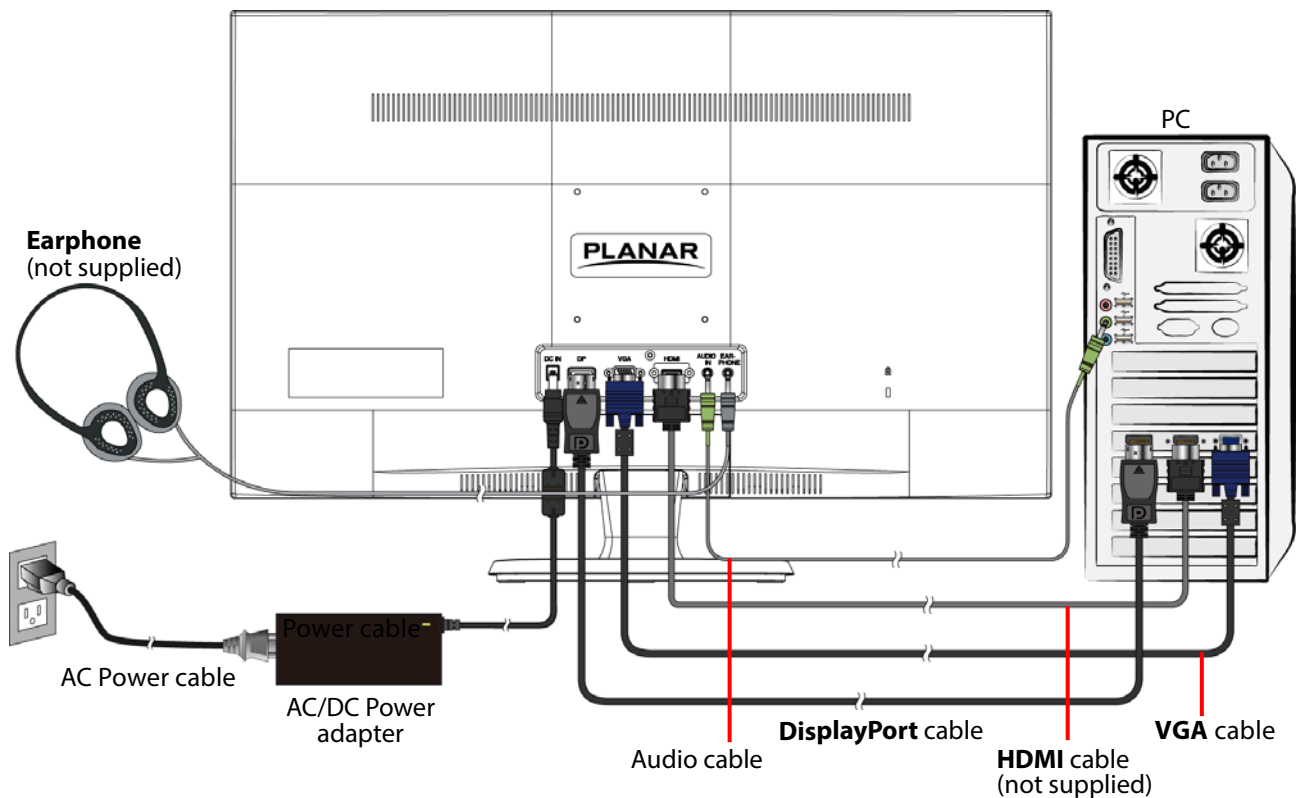 PC
Earphone
(not supplied)
PLANAR
DC IN
DP
VGA
HDMI
AUDIO
IN
EAR-
PHONE
Power cable
AC Power cable
AC/DC Power
adapter
DisplayPort cable
VGA cable
Audio cable
HDMI cable
(not supplied)